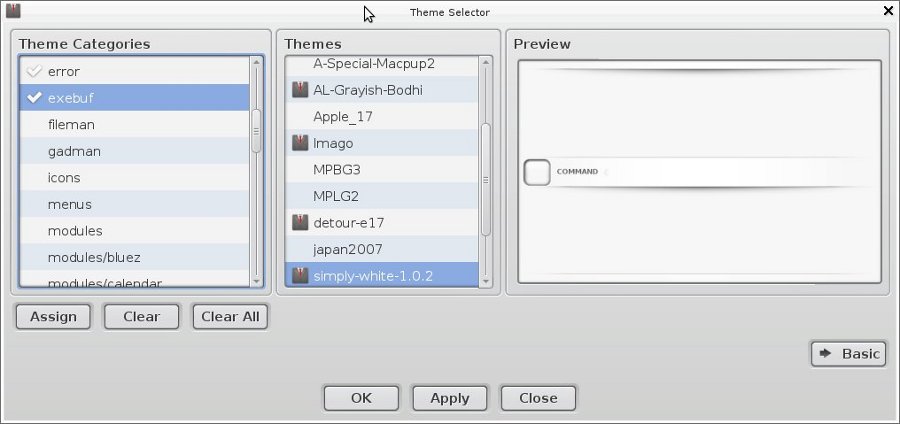 Theme Selector
Theme Categories
error
exebuf
fileman
gadman
icons
menus
modules
modules/bluez
modules/calendar
Themes
A-Special-Macpup2
AL-Grayish-Bodhi
Apple_17
Imago
MPBG3
MPLG2
detour-e17
japan2007
simply-white-1.0.2
Preview
COMMAND
Assign
Clear
Clear All
Basic
OK
Apply
Close